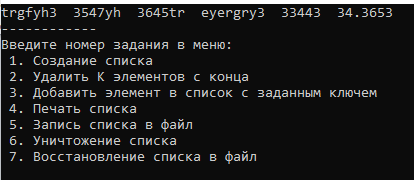 trgfyh3  3547yh  3645tr  eyergry3  33443  34.3653
------------
Введите номер задания в меню:
1. Создание списка
2. Удалить К элементов с конца
3. Добавить элемент в список с заданным ключем
4. Печать списка
5. Запись списка в файл
6. Уничтожение списка
7. Восстановление списка в файл